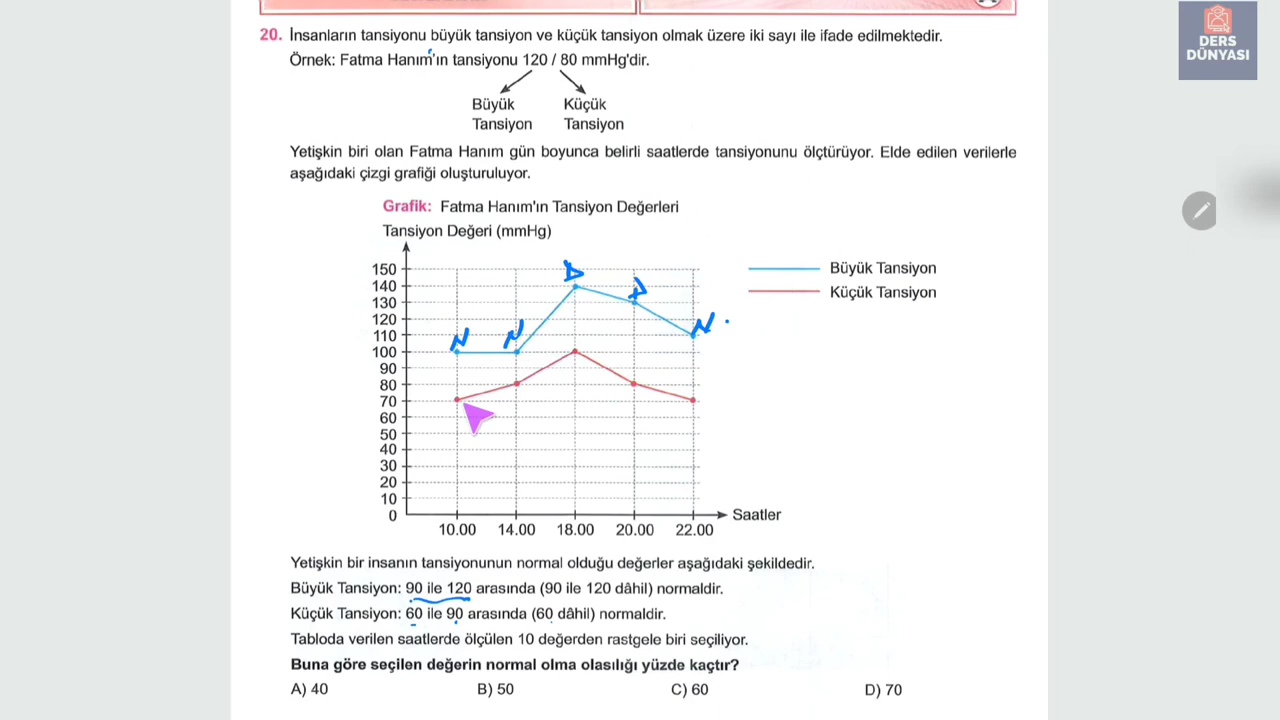 DERS
DÜNYASI
20. İnsanların tansiyonu büyük tansiyon ve küçük tansiyon olmak üzere iki sayı ile ifade edilmektedir.
Örnek: Fatma Hanım'ın tansiyonu 120 / 80 mmHg'dir.
Büyük Küçük
Tansiyon Tansiyon
Yetişkin biri olan Fatma Hanım gün boyunca belirli saatlerde tansiyonunu ölçtürüyor. Elde edilen verilerle
aşağıdaki çizgi grafiği oluşturuluyor.
Grafik: Fatma Hanım'ın Tansiyon Değerleri
Tansiyon Değeri (mmHg)
150
140
130
120
110
100
90
80
70
60
50
40
30
20
10
0
N N D D N
Büyük Tansiyon
Küçük Tansiyon
10.00 14.00 18.00 20.00 22.00
Saatler
Yetişkin bir insanın tansiyonunun normal olduğu değerler aşağıdaki şekildedir.
Büyük Tansiyon: 90 ile 120 arasında (90 ile 120 dâhil) normaldir.
Küçük Tansiyon: 60 ile 90 arasında (60 dâhil) normaldir.
Tabloda verilen saatlerde ölçülen 10 değerden rastgele biri seçiliyor.
Buna göre seçilen değerin normal olma olasılığı yüzde kaçtır?
A) 40 B) 50 C) 60 D) 70